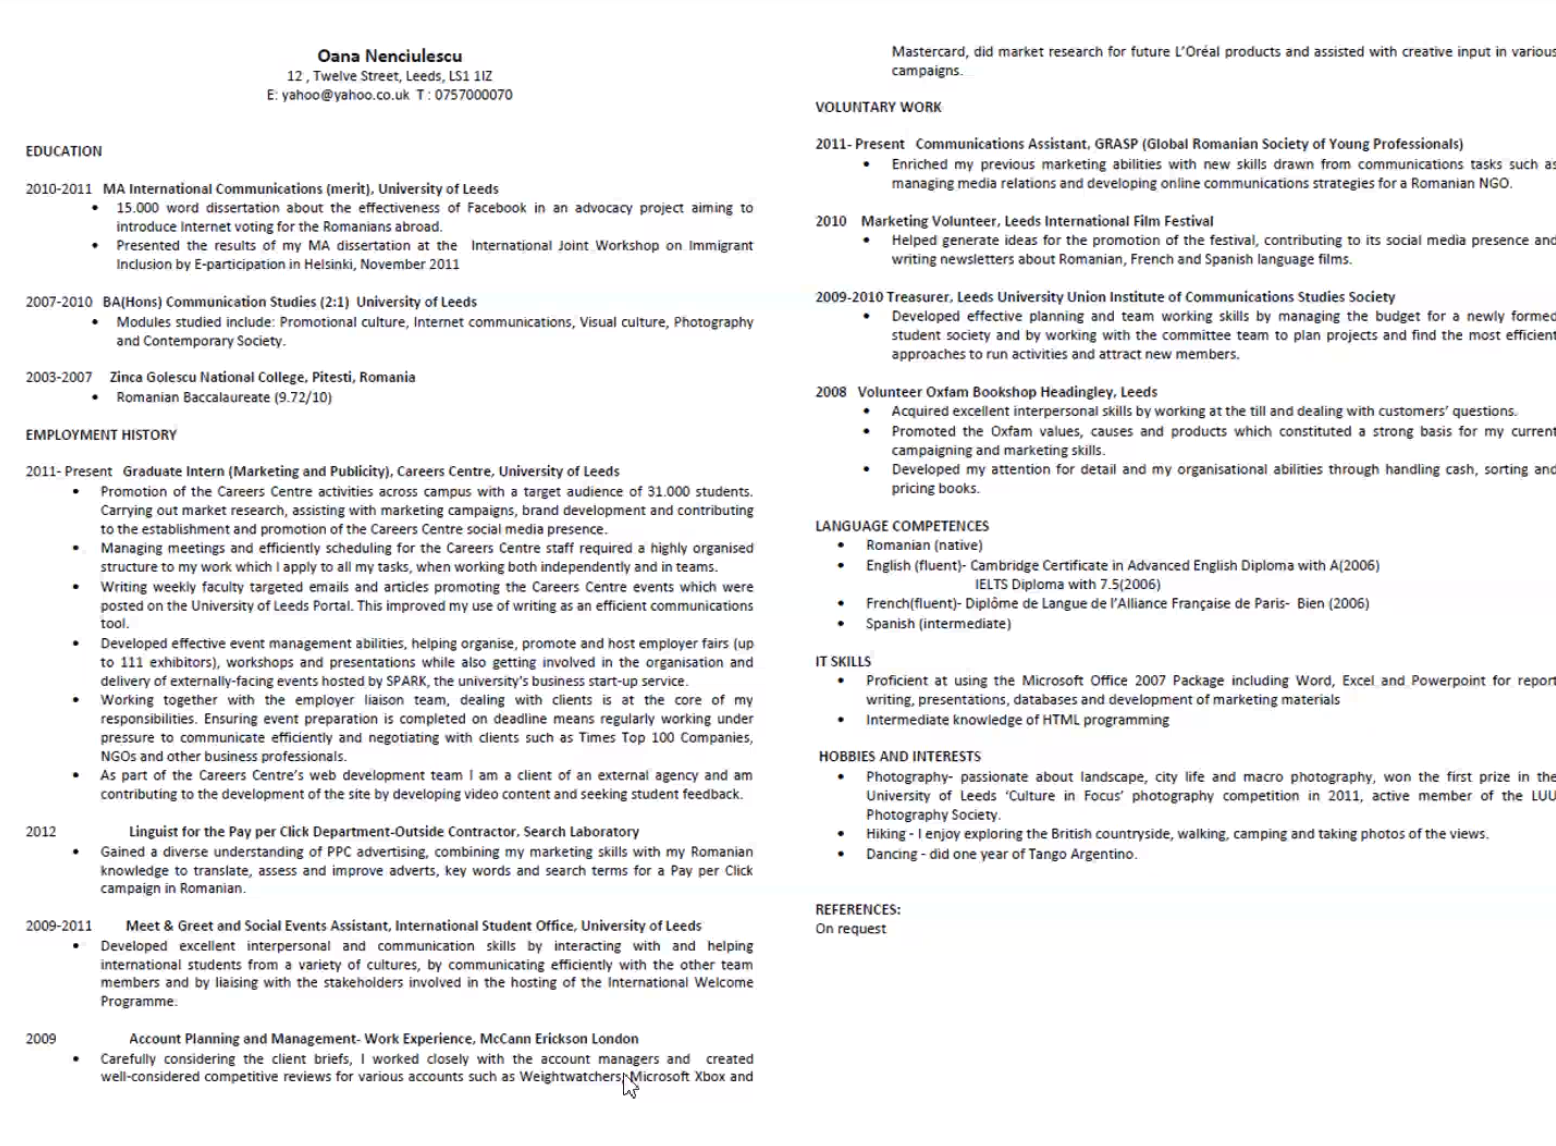 Oana Nenciulescu
12 , Twelve Street, Leeds, LS1 1IZ
E: yahoo@yahoo.co.uk T : 0757000070
EDUCATION
2010-2011 MA International Communications (merit), University of Leeds
• 15.000 word dissertation about the effectiveness of Facebook in an advocacy project aiming to
introduce Internet voting for the Romanians abroad.
• Presented the results of my MA dissertation at the International Joint Workshop on Immigrant
Inclusion by E-participation in Helsinki, November 2011
2007-2010 BA(Hons) Communication Studies (2:1) University of Leeds
• Modules studied include: Promotional culture, Internet communications, Visual culture, Photography
and Contemporary Society.
2003-2007 Zinca Golescu National College, Pitesti, Romania
• Romanian Baccalaureate (9.72/10)
EMPLOYMENT HISTORY
2011- Present Graduate Intern (Marketing and Publicity), Careers Centre, University of Leeds
• Promotion of the Careers Centre activities across campus with a target audience of 31.000 students.
Carrying out market research, assisting with marketing campaigns, brand development and contributing
to the establishment and promotion of the Careers Centre social media presence.
• Managing meetings and efficiently scheduling for the Careers Centre staff required a highly organised
structure to my work which I apply to all my tasks, when working both independently and in teams.
• Writing weekly faculty targeted emails and articles promoting the Careers Centre events which were
posted on the University of Leeds Portal. This improved my use of writing as an efficient communications
tool.
• Developed effective event management abilities, helping organise, promote and host employer fairs (up
to 111 exhibitors), workshops and presentations while also getting involved in the organisation and
delivery of externally-facing events hosted by SPARK, the university's business start-up service.
• Working together with the employer liaison team, dealing with clients is at the core of my
responsibilities. Ensuring event preparation is completed on deadline means regularly working under
pressure to communicate efficiently and negotiating with clients such as Times Top 100 Companies,
NGOs and other business professionals.
• As part of the Careers Centre's web development team I am a client of an external agency and am
contributing to the development of the site by developing video content and seeking student feedback.
2012 Linguist for the Pay per Click Department-Outside Contractor, Search Laboratory
• Gained a diverse understanding of PPC advertising, combining my marketing skills with my Romanian
knowledge to translate, assess and improve adverts, key words and search terms for a Pay per Click
campaign in Romanian.
2009-2011 Meet & Greet and Social Events Assistant, International Student Office, University of Leeds
• Developed excellent interpersonal and communication skills by interacting with and helping
international students from a variety of cultures, by communicating efficiently with the other team
members and by liaising with the stakeholders involved in the hosting of the International Welcome
Programme.
2009 Account Planning and Management- Work Experience, McCann Erickson London
• Carefully considering the client briefs, I worked closely with the account managers and created
well-considered competitive reviews for various accounts such as Weightwatchers, Microsoft Xbox and
Mastercard, did market research for future L'Oréal products and assisted with creative input in various
campaigns.
VOLUNTARY WORK
2011- Present Communications Assistant, GRASP (Global Romanian Society of Young Professionals)
• Enriched my previous marketing abilities with new skills drawn from communications tasks such as
managing media relations and developing online communications strategies for a Romanian NGO.
2010 Marketing Volunteer, Leeds International Film Festival
• Helped generate ideas for the promotion of the festival, contributing to its social media presence and
writing newsletters about Romanian, French and Spanish language films.
2009-2010 Treasurer, Leeds University Union Institute of Communications Studies Society
• Developed effective planning and team working skills by managing the budget for a newly formed
student society and by working with the committee team to plan projects and find the most efficient
approaches to run activities and attract new members.
2008 Volunteer Oxfam Bookshop Headingley, Leeds
• Acquired excellent interpersonal skills by working at the till and dealing with customers' questions.
• Promoted the Oxfam values, causes and products which constituted a strong basis for my current
campaigning and marketing skills.
• Developed my attention for detail and my organisational abilities through handling cash, sorting and
pricing books.
LANGUAGE COMPETENCES
• Romanian (native)
• English (fluent)- Cambridge Certificate in Advanced English Diploma with A(2006)
IELTS Diploma with 7.5(2006)
• French(fluent)- Diplôme de Langue de l'Alliance Française de Paris- Bien (2006)
• Spanish (intermediate)
IT SKILLS
• Proficient at using the Microsoft Office 2007 Package including Word, Excel and Powerpoint for report
writing, presentations, databases and development of marketing materials
• Intermediate knowledge of HTML programming
HOBBIES AND INTERESTS
• Photography- passionate about landscape, city life and macro photography, won the first prize in the
University of Leeds 'Culture in Focus' photography competition in 2011, active member of the LUU
Photography Society.
• Hiking - I enjoy exploring the British countryside, walking, camping and taking photos of the views.
• Dancing - did one year of Tango Argentino.
REFERENCES:
On request